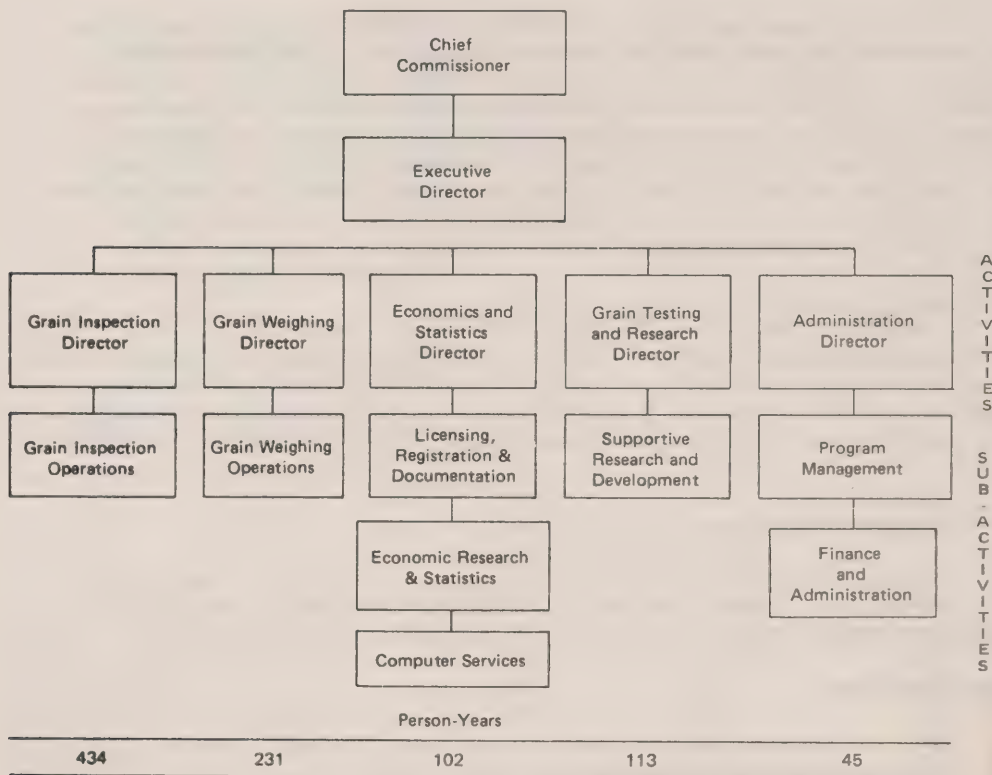 Chief
Commissioner
Executive
Director
Grain Inspection
Director
Grain Weighing
Director
Economics and
Statistics
Director
Grain Testing
and Research
Director
Administration
Director
ACTIVITIES
Grain Inspection
Operations
Grain Weighing
Operations
Licensing,
Registration &
Documentation
Supportive
Research and
Development
Program
Management
SUB-ACTIVITIES
Economic Research
& Statistics
Finance
and
Administration
Computer Services
Person-Years
434 231 102 113 45